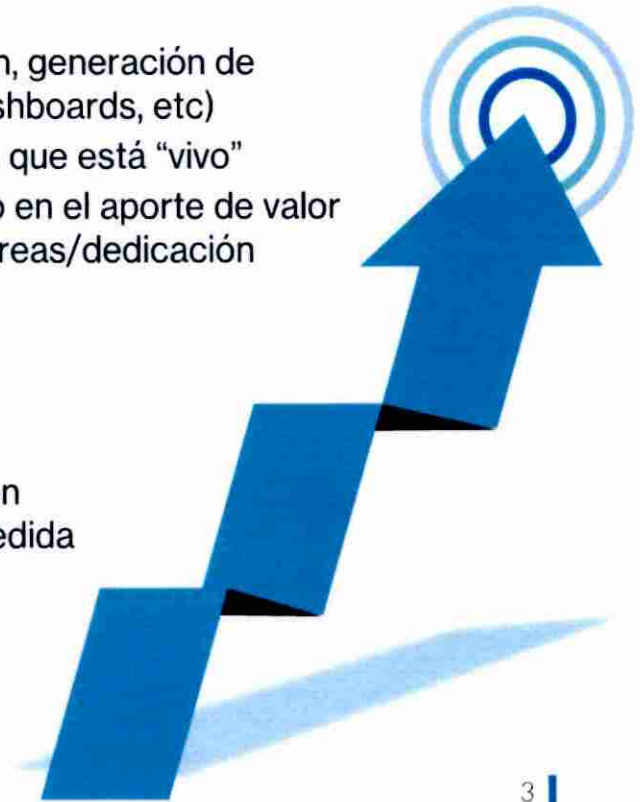 n, generación de
shboards, etc)
que está “vivo”
o en el aporte de valor
reas/dedicación
n
edida
3